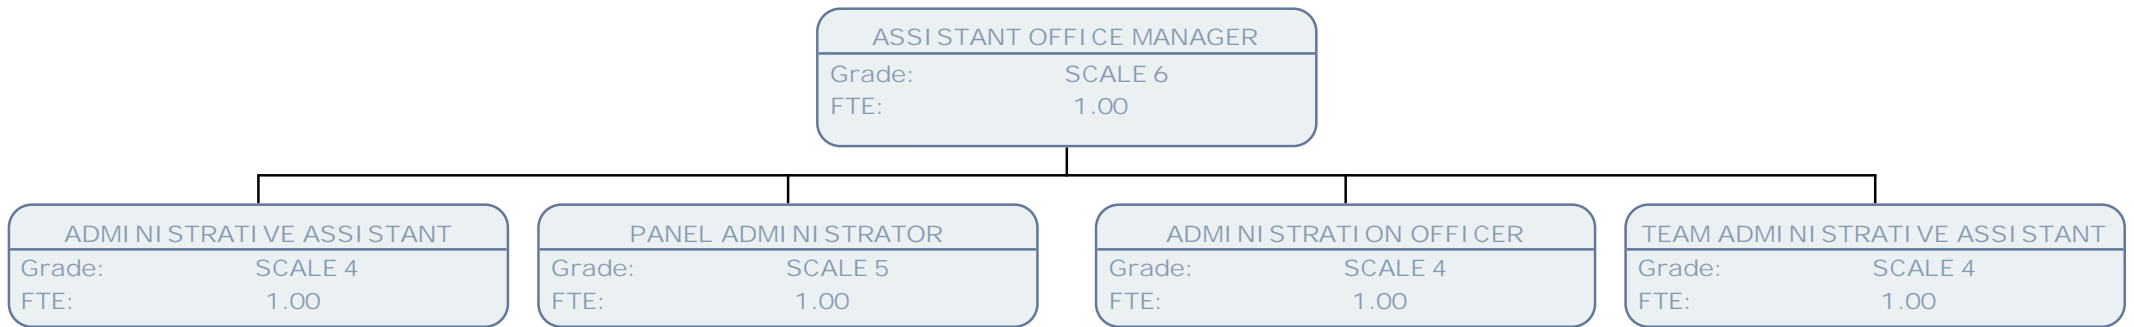 ASSISTANT OFFICE MANAGER
Grade: SCALE 6
FTE: 1.00
ADMINISTRATIVE ASSISTANT
Grade: SCALE 4
FTE: 1.00
PANEL ADMINISTRATOR
Grade: SCALE 5
FTE: 1.00
ADMINISTRATION OFFICER
Grade: SCALE 4
FTE: 1.00
TEAM ADMINISTRATIVE ASSISTANT
Grade: SCALE 4
FTE: 1.00